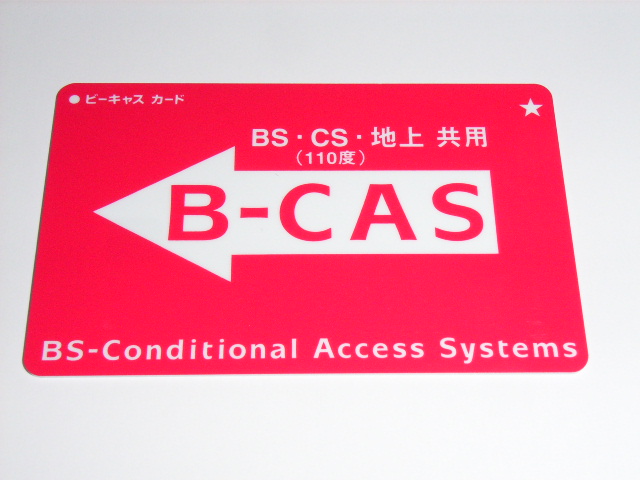 ● ビーキャス カード
★
BS・CS・地上 共用
(110度)
B-CAS
BS-Conditional Access Systems